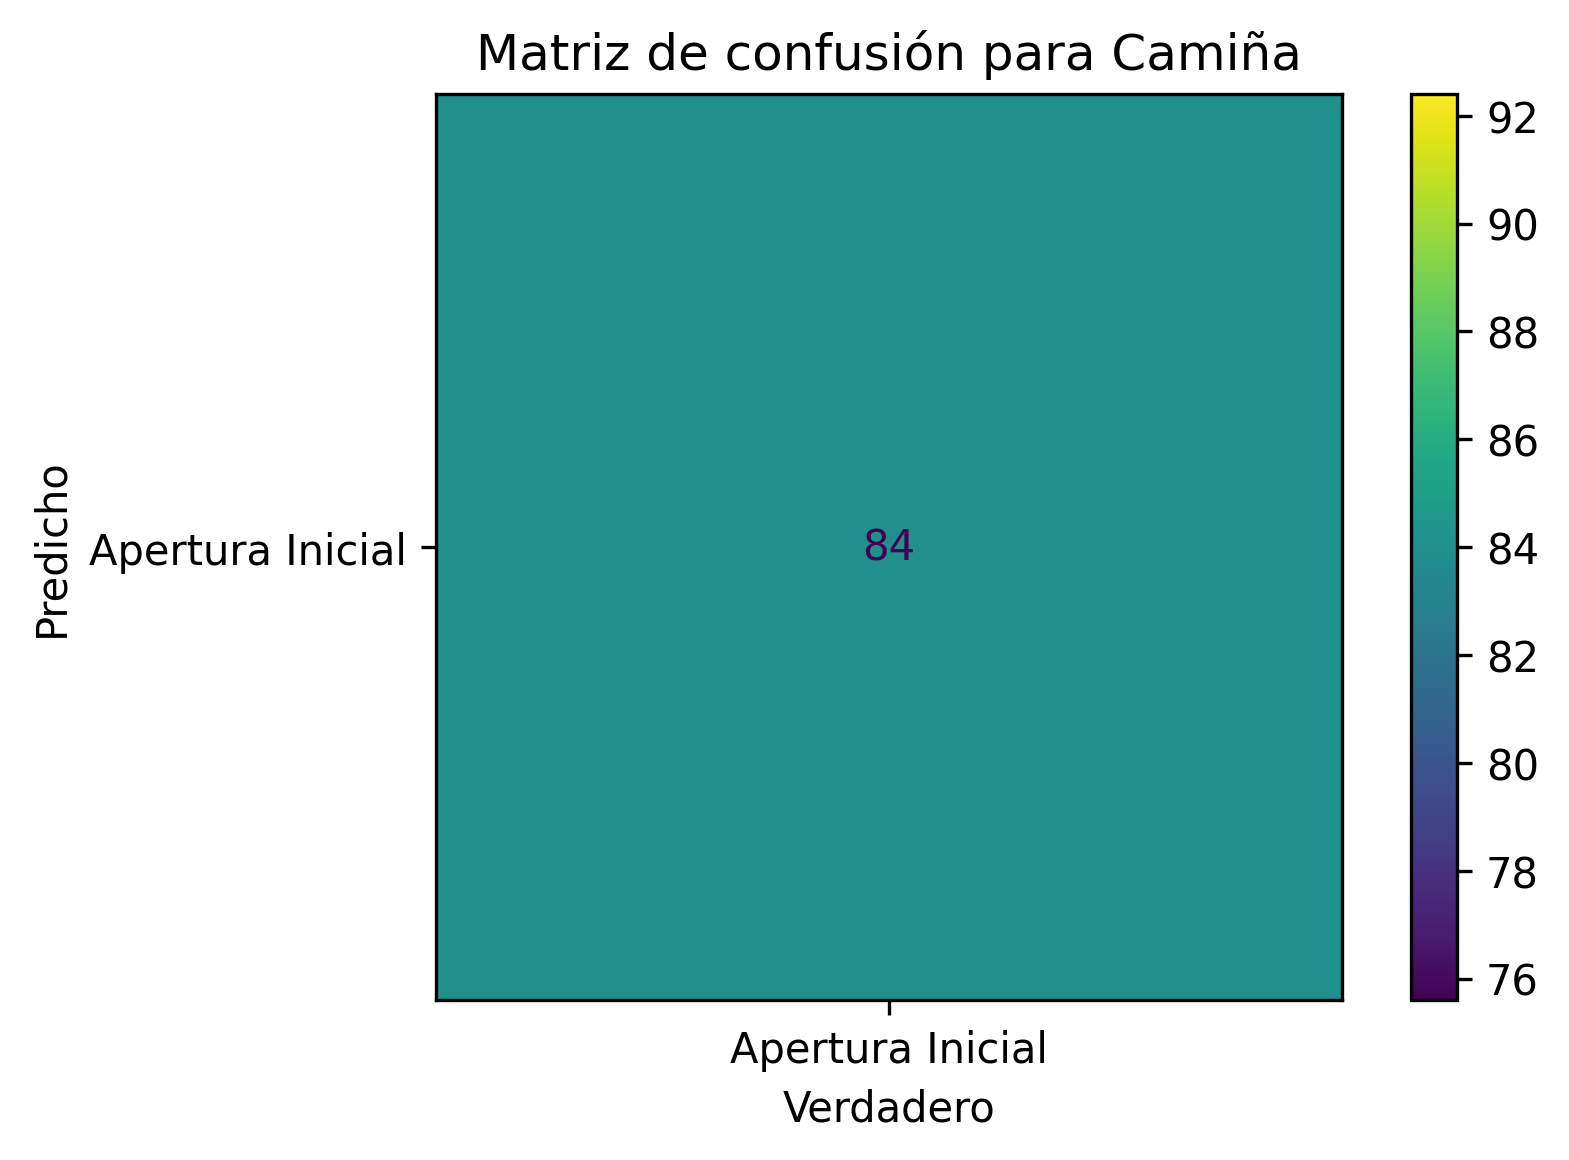 Matriz de confusión para Camiña
Predicho
Apertura Inicial
84
Apertura Inicial
Verdadero
92
90
88
86
84
82
80
78
76